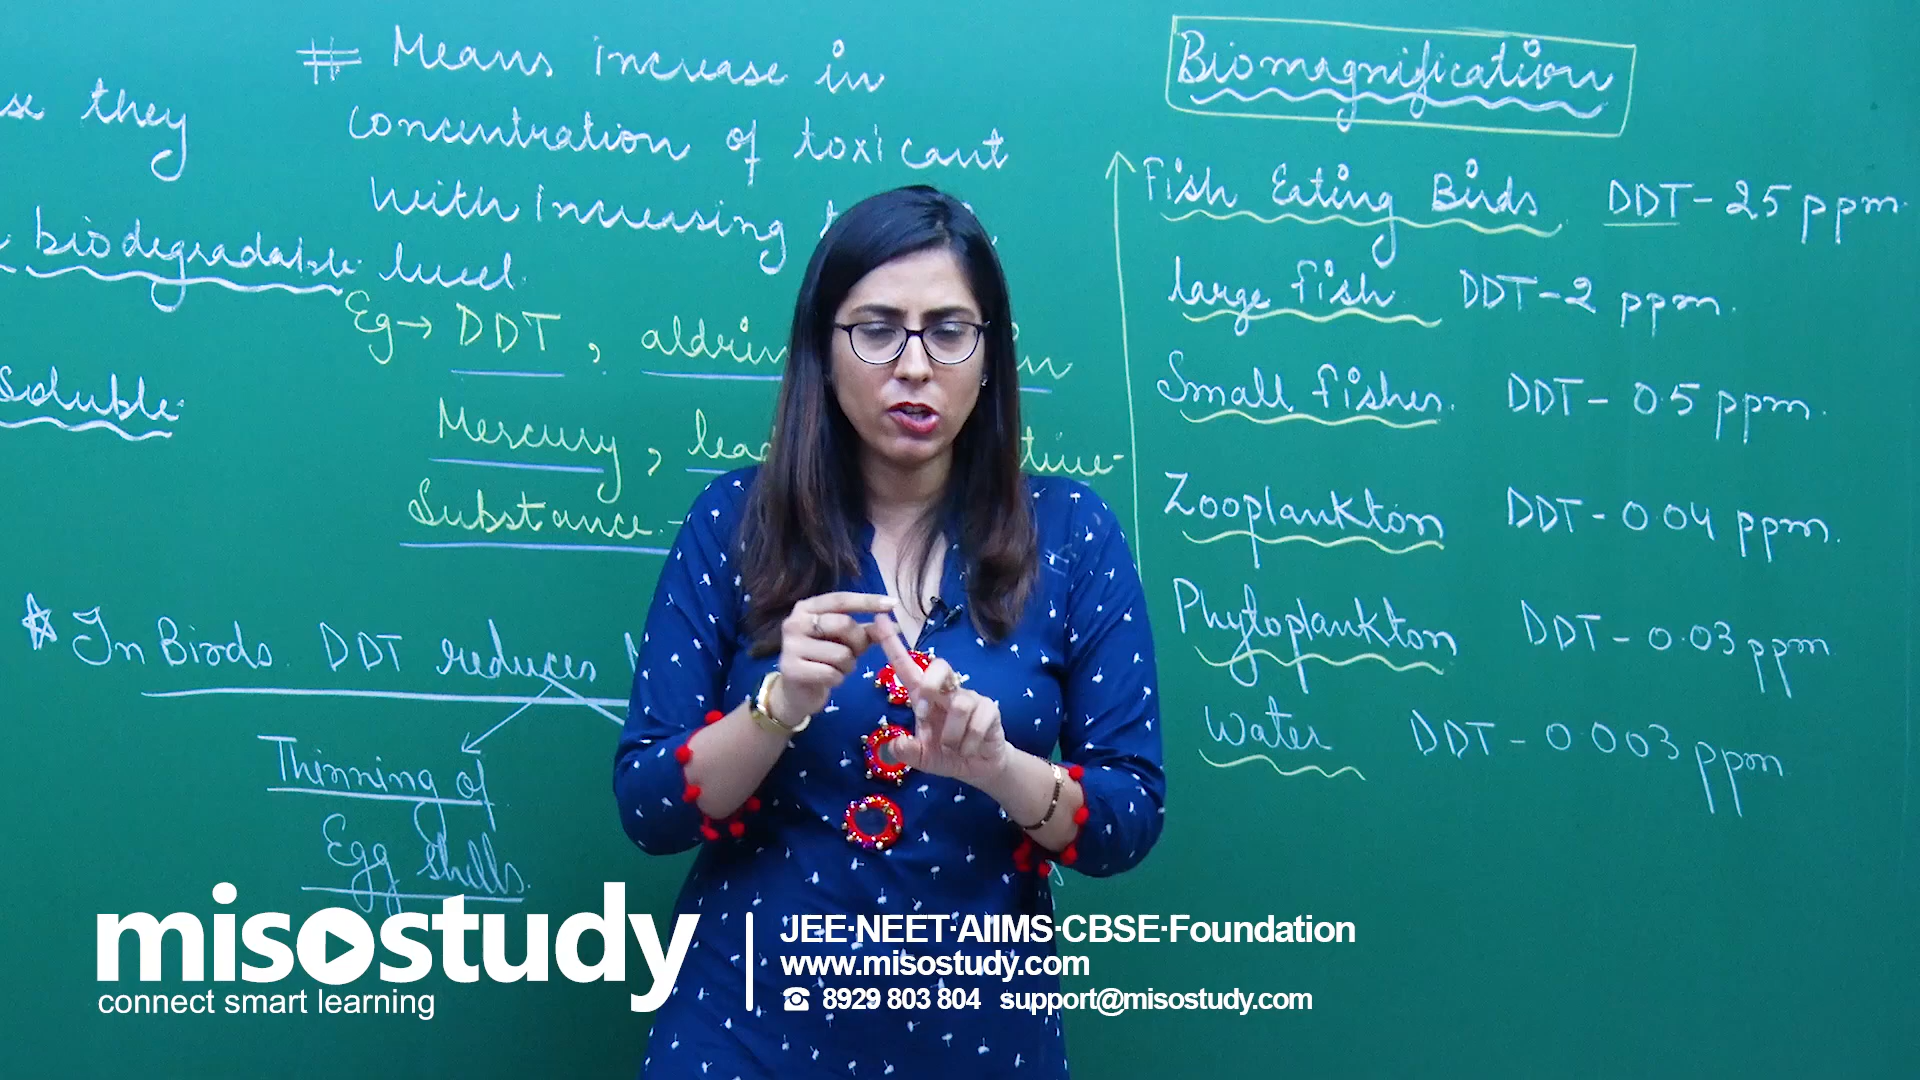 # Means increase in
concentration of toxicant
with increasing
level.
Eg→ DDT, aldrin
Mercury,
Substance.
they
biodegradable
Soluble
☆ In Birds DDT reduces
Thinning of
Egg shells.
Biomagnification
Fish Eating Birds DDT - 25 ppm.
large fish DDT - 2 ppm.
Small fishes. DDT - 0.5 ppm.
Zooplankton DDT - 0.04 ppm.
Phytoplankton DDT - 0.03 ppm
Water DDT - 0.003 ppm
misostudy
connect smart learning
JEE·NEET·AIIMS·CBSE·Foundation
www.misostudy.com
☎ 8929 803 804 support@misostudy.com